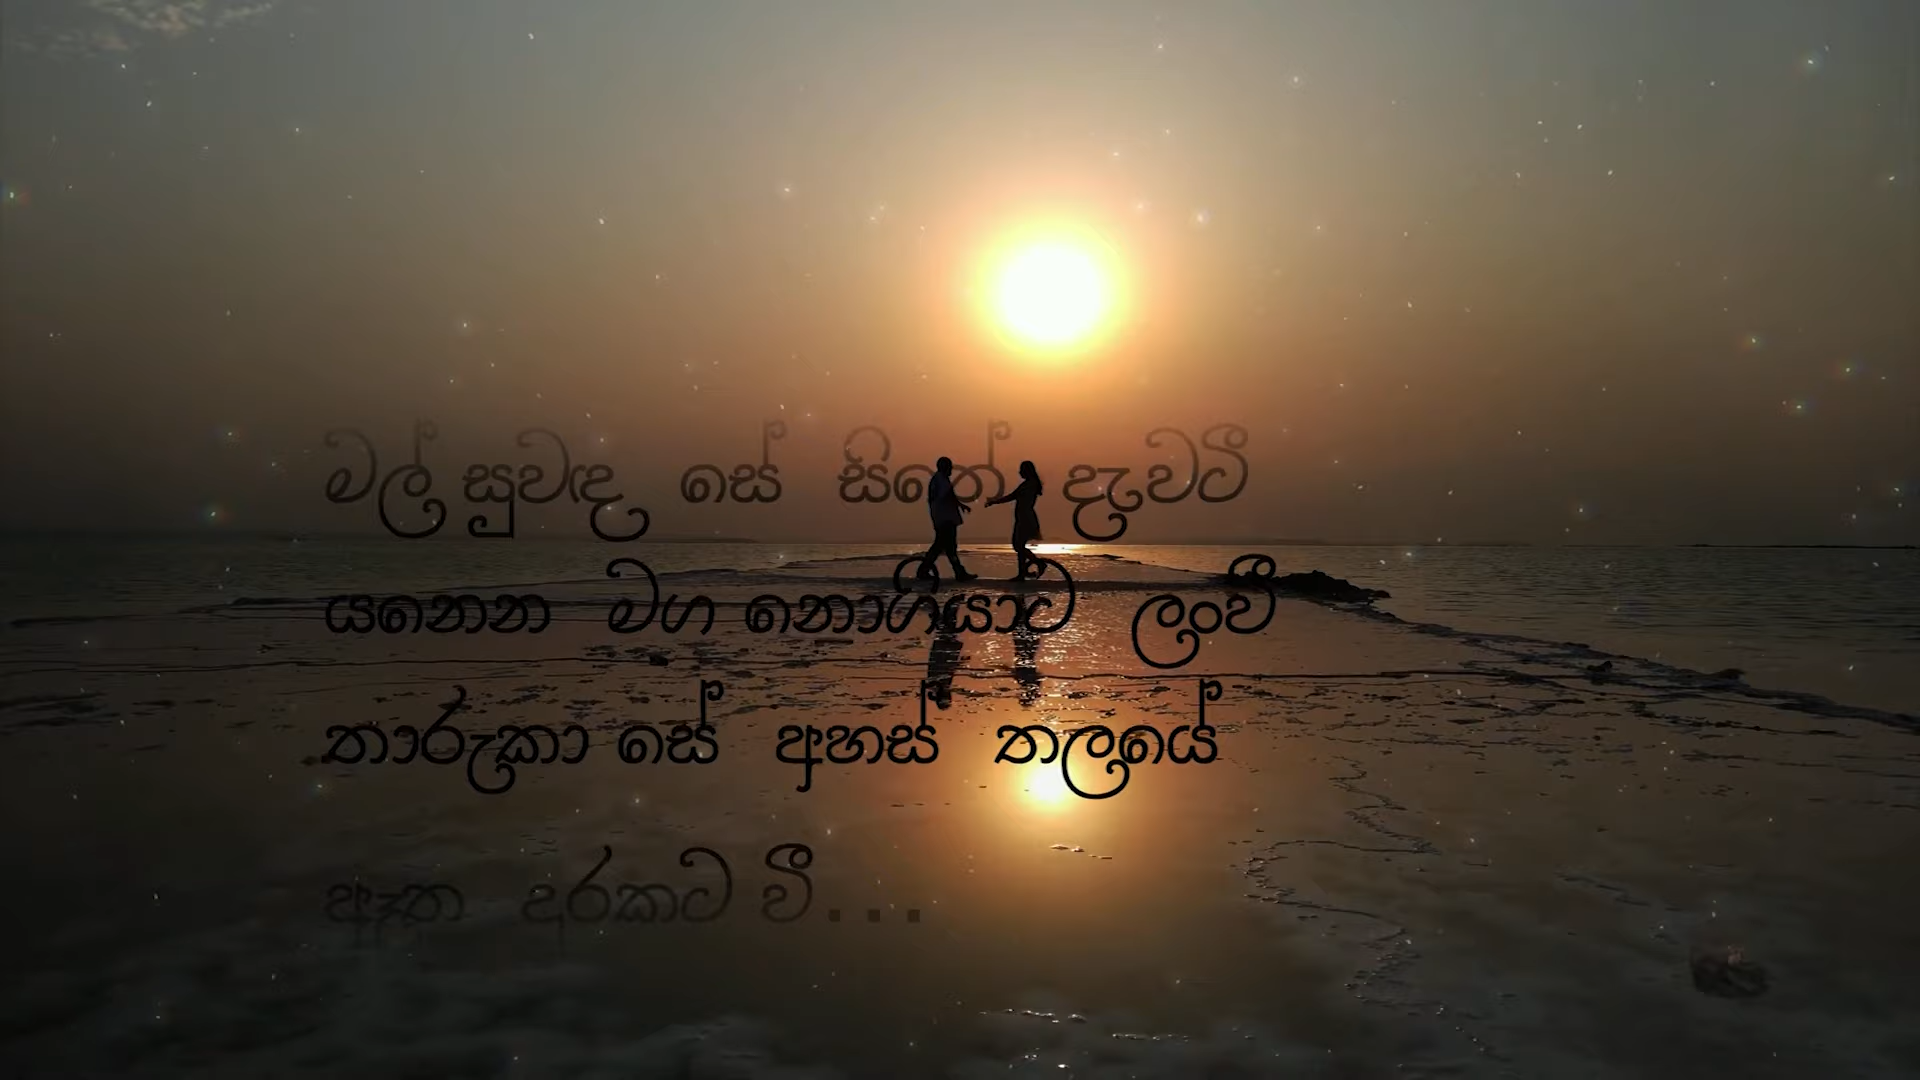 මල් සුවඳ සේ සිතේ දැවටී
යනෙන මග නොගියාට ලංවී
තාරුකා සේ අහස් තලයේ
ඈත දුරකට වී...